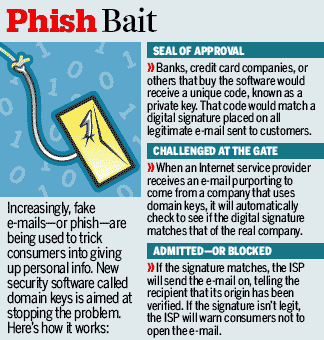 Phish Bait
Increasingly, fake
e-mails—or phish—are
being used to trick
consumers into giving
up personal info. New
security software called
domain keys is aimed at
stopping the problem.
Here's how it works:
SEAL OF APPROVAL
» Banks, credit card companies, or
others that buy the software would
receive a unique code, known as a
private key. That code would match a
digital signature placed on all
legitimate e-mail sent to customers.
CHALLENGED AT THE GATE
» When an Internet service provider
receives an e-mail purporting to
come from a company that uses
domain keys, it will automatically
check to see if the digital signature
matches that of the real company.
ADMITTED—OR BLOCKED
» If the signature matches, the ISP
will send the e-mail on, telling the
recipient that its origin has been
verified. If the signature isn't legit,
the ISP will warn consumers not to
open the e-mail.